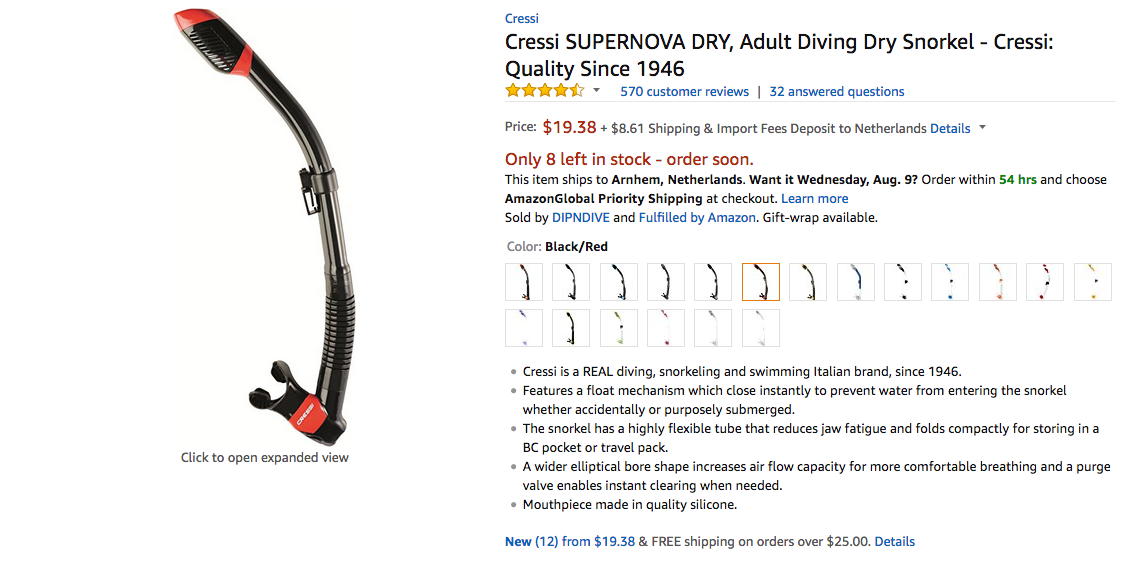 Cressi
Cressi SUPERNOVA DRY, Adult Diving Dry Snorkel - Cressi:
Quality Since 1946
570 customer reviews | 32 answered questions
Price: $19.38 + $8.61 Shipping & Import Fees Deposit to Netherlands Details
Only 8 left in stock - order soon.
This item ships to Arnhem, Netherlands. Want it Wednesday, Aug. 9? Order within 54 hrs and choose
AmazonGlobal Priority Shipping at checkout. Learn more
Sold by DIPNDIVE and Fulfilled by Amazon. Gift-wrap available.
Color: Black/Red
Cressi is a REAL diving, snorkeling and swimming Italian brand, since 1946.
Features a float mechanism which close instantly to prevent water from entering the snorkel
whether accidentally or purposely submerged.
The snorkel has a highly flexible tube that reduces jaw fatigue and folds compactly for storing in a
BC pocket or travel pack.
A wider elliptical bore shape increases air flow capacity for more comfortable breathing and a purge
valve enables instant clearing when needed.
Mouthpiece made in quality silicone.
New (12) from $19.38 & FREE shipping on orders over $25.00. Details
CRESSI
Click to open expanded view